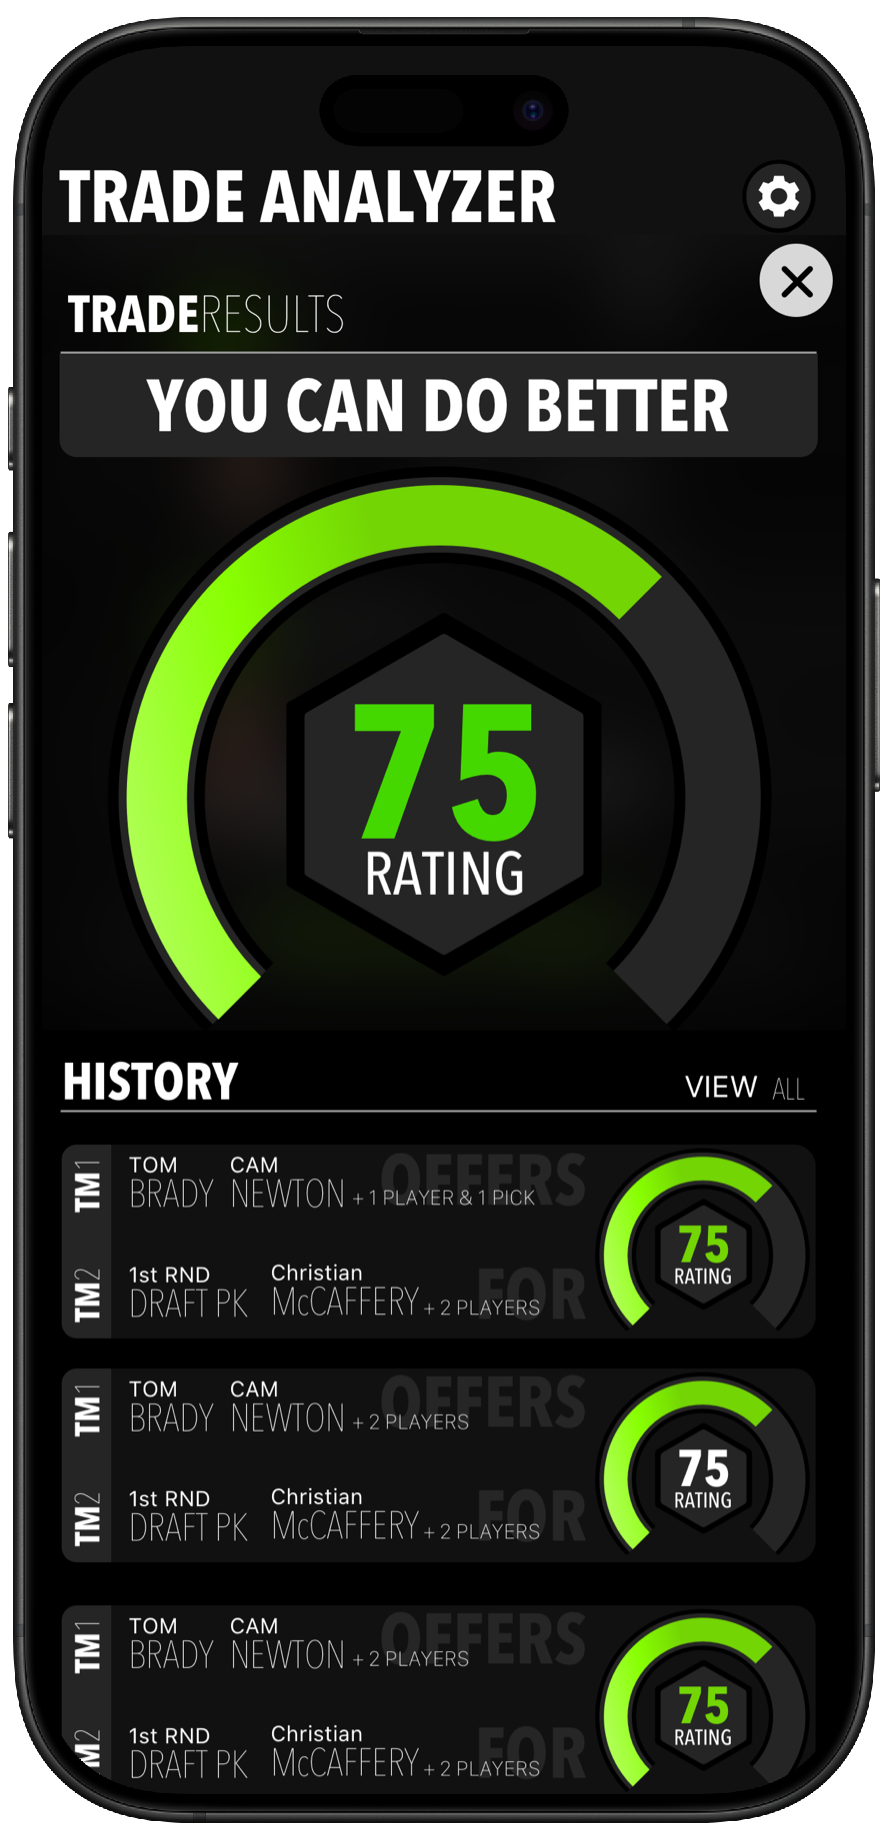 TRADE ANALYZER
TRADERESULTS
YOU CAN DO BETTER
75
RATING
HISTORY
VIEW ALL
TM1
TOM CAM
BRADY NEWTON + 1 PLAYER & 1 PICK
OFFERS
TM2
1st RND Christian
DRAFT PK McCAFFERY + 2 PLAYERS
FOR
75
RATING
TM1
TOM CAM
BRADY NEWTON + 2 PLAYERS
OFFERS
TM2
1st RND Christian
DRAFT PK McCAFFERY + 2 PLAYERS
FOR
75
RATING
TM1
TOM CAM
BRADY NEWTON + 2 PLAYERS
OFFERS
M2
1st RND Christian
DRAFT PK McCAFFERY + 2 PLAYERS
FOR
75
RATING